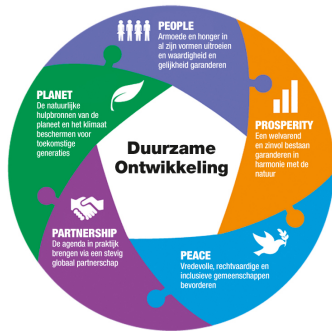 PEOPLE
Armoede en honger in
al zijn vormen uitroeien
en waardigheid en
gelijkheid garanderen
PROSPERITY
Een welvarend
en zinvol bestaan
garanderen in
harmonie met de
natuur
PEACE
Vredevolle, rechtvaardige en
inclusieve gemeenschappen
bevorderen
PARTNERSHIP
De agenda in praktijk
brengen via een stevig
globaal partnerschap
PLANET
De natuurlijke
hulpbronnen van de
planeet en het klimaat
beschermen voor
toekomstige
generaties
Duurzame
Ontwikkeling